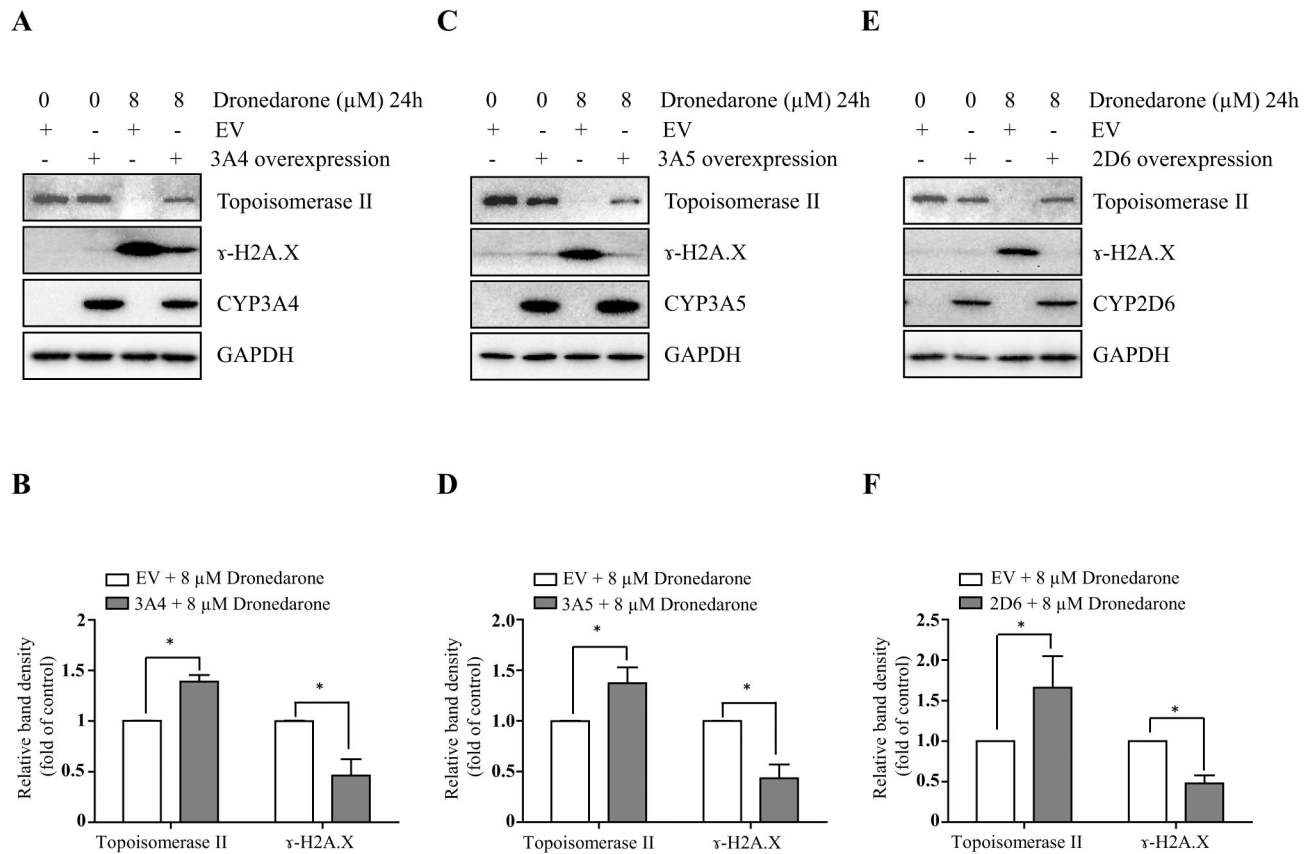 A
0 0 8 8 Dronedarone (µM) 24h
+ - + - EV
- + - + 3A4 overexpression
Topoisomerase II
ɤ-H2A.X
CYP3A4
GAPDH
C
0 0 8 8 Dronedarone (µM) 24h
+ - + - EV
- + - + 3A5 overexpression
Topoisomerase II
ɤ-H2A.X
CYP3A5
GAPDH
E
0 0 8 8 Dronedarone (µM) 24h
+ - + - EV
- + - + 2D6 overexpression
Topoisomerase II
ɤ-H2A.X
CYP2D6
GAPDH
B
EV + 8 µM Dronedarone
3A4 + 8 µM Dronedarone
Relative band density
(fold of control)
2
1.5
1
0.5
0
*
*
Topoisomerase II ɤ-H2A.X
D
EV + 8 µM Dronedarone
3A5 + 8 µM Dronedarone
Relative band density
(fold of control)
2.0
1.5
1.0
0.5
0
*
*
Topoisomerase II ɤ-H2A.X
F
EV + 8 µM Dronedarone
2D6 + 8 µM Dronedarone
Relative band density
(fold of control)
2.5
2.0
1.5
1.0
0.5
0
*
*
Topoisomerase II ɤ-H2A.X